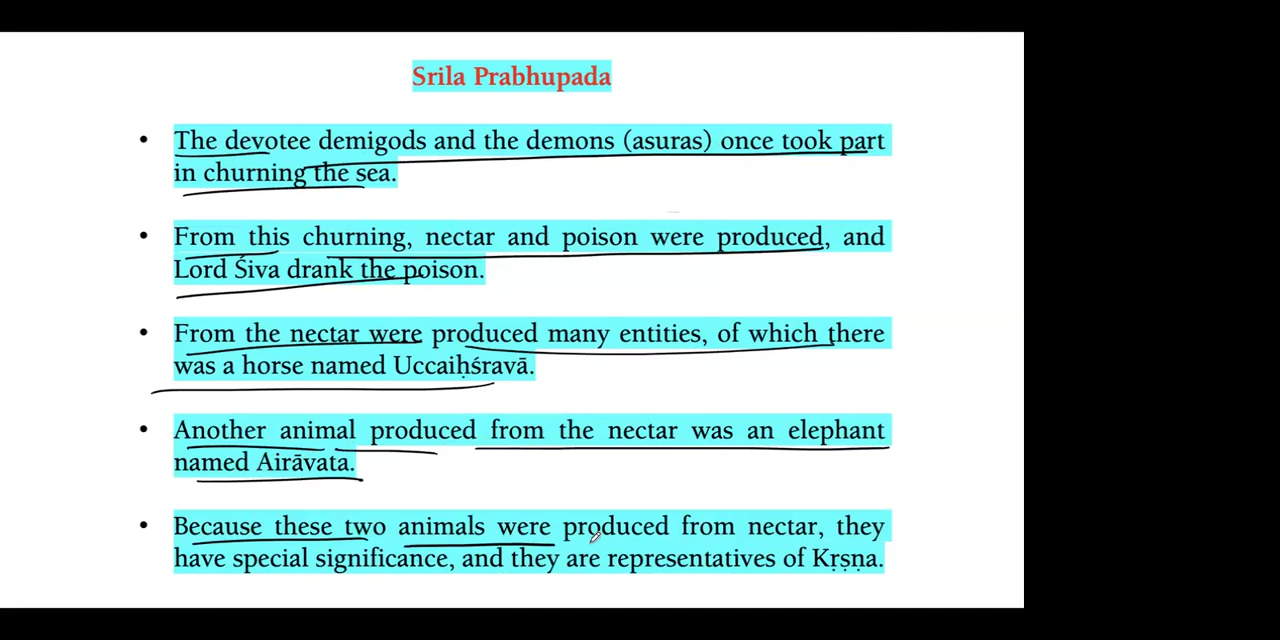 Srila Prabhupada
• The devotee demigods and the demons (asuras) once took part
in churning the sea.
• From this churning, nectar and poison were produced, and
Lord Śiva drank the poison.
• From the nectar were produced many entities, of which there
was a horse named Uccaiḥśravā.
• Another animal produced from the nectar was an elephant
named Airāvata.
• Because these two animals were produced from nectar, they
have special significance, and they are representatives of Kṛṣṇa.